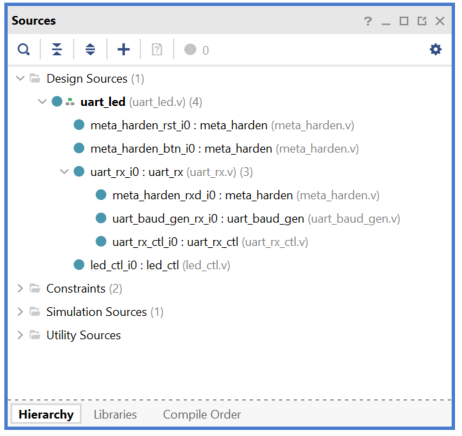 Sources
0
Design Sources (1)
uart_led (uart_led.v) (4)
meta_harden_rst_i0 : meta_harden (meta_harden.v)
meta_harden_btn_i0 : meta_harden (meta_harden.v)
uart_rx_i0 : uart_rx (uart_rx.v) (3)
meta_harden_rxd_i0 : meta_harden (meta_harden.v)
uart_baud_gen_rx_i0 : uart_baud_gen (uart_baud_gen.v)
uart_rx_ctl_i0 : uart_rx_ctl (uart_rx_ctl.v)
led_ctl_i0 : led_ctl (led_ctl.v)
Constraints (2)
Simulation Sources (1)
Utility Sources
Hierarchy Libraries Compile Order